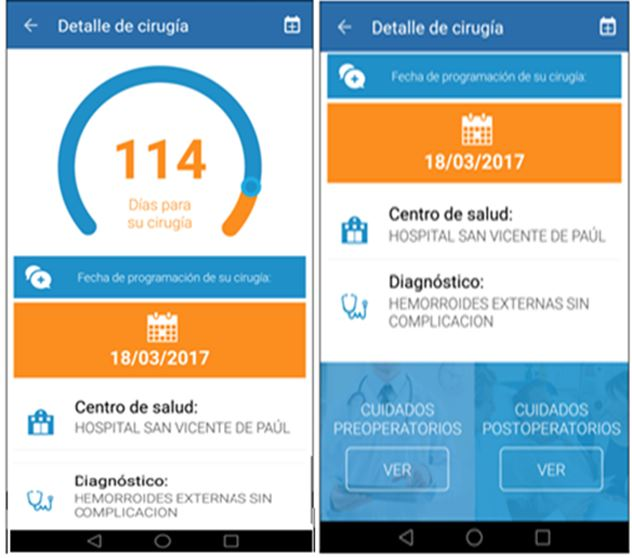 Detalle de cirugía
114
Días para
su cirugía
Fecha de programación de su cirugía:
18/03/2017
Centro de salud:
HOSPITAL SAN VICENTE DE PAÚL
Diagnóstico:
HEMORROIDES EXTERNAS SIN
COMPLICACION
Detalle de cirugía
Fecha de programación de su cirugía:
18/03/2017
Centro de salud:
HOSPITAL SAN VICENTE DE PAÚL
Diagnóstico:
HEMORROIDES EXTERNAS SIN
COMPLICACION
CUIDADOS
PREOPERATORIOS
VER
CUIDADOS
POSTOPERATORIOS
VER